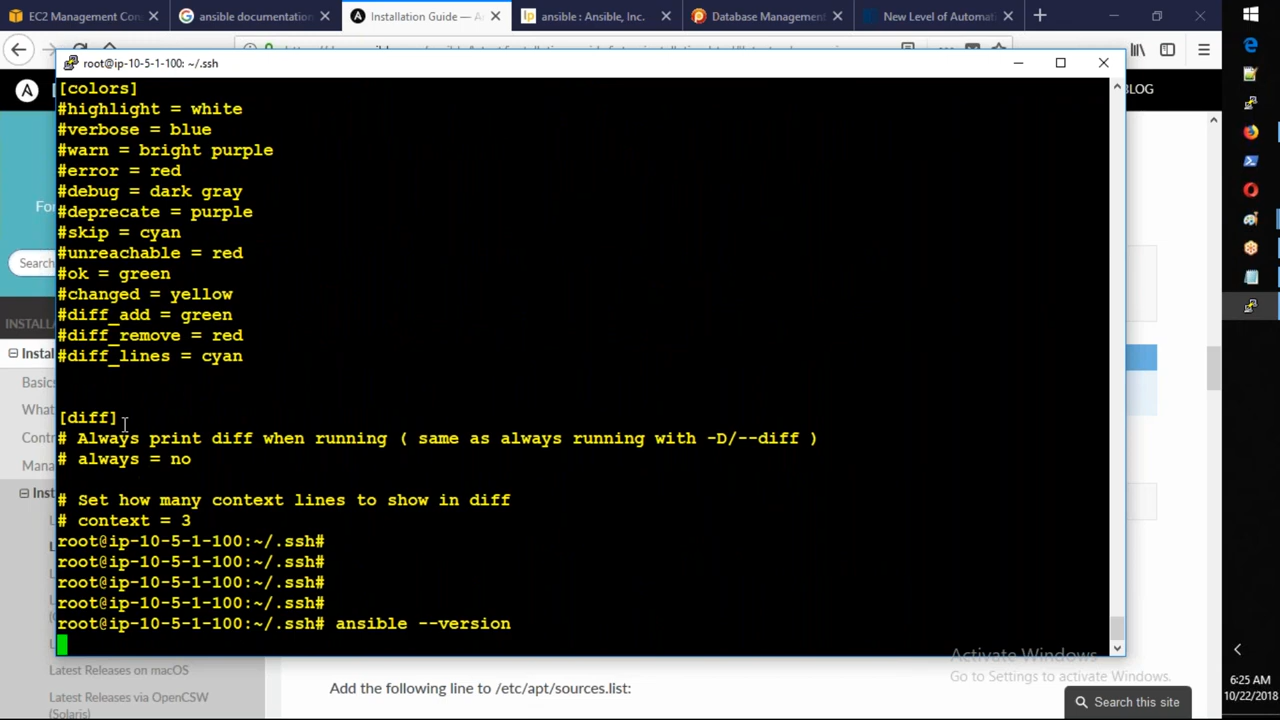 EC2 Management Con
ansible documentation
Installation Guide — A
ansible : Ansible, Inc.
Database Management
New Level of Automati
root@ip-10-5-1-100: ~/.ssh
BLOG
[colors]
#highlight = white
#verbose = blue
#warn = bright purple
#error = red
#debug = dark gray
#deprecate = purple
#skip = cyan
#unreachable = red
#ok = green
#changed = yellow
#diff_add = green
#diff_remove = red
#diff_lines = cyan
[diff]
# Always print diff when running ( same as always running with -D/--diff )
# always = no
# Set how many context lines to show in diff
# context = 3
root@ip-10-5-1-100:~/.ssh#
root@ip-10-5-1-100:~/.ssh#
root@ip-10-5-1-100:~/.ssh#
root@ip-10-5-1-100:~/.ssh#
root@ip-10-5-1-100:~/.ssh# ansible --version
For
Search
INSTALL
Instal
Basics
What
Contr
Mana
Inst
Latest Releases on macOS
Latest Releases via OpenCSW
(Solaris)
Add the following line to /etc/apt/sources.list:
Activate Windows
Go to Settings to activate Windows.
Search this site
6:25 AM
10/22/2018